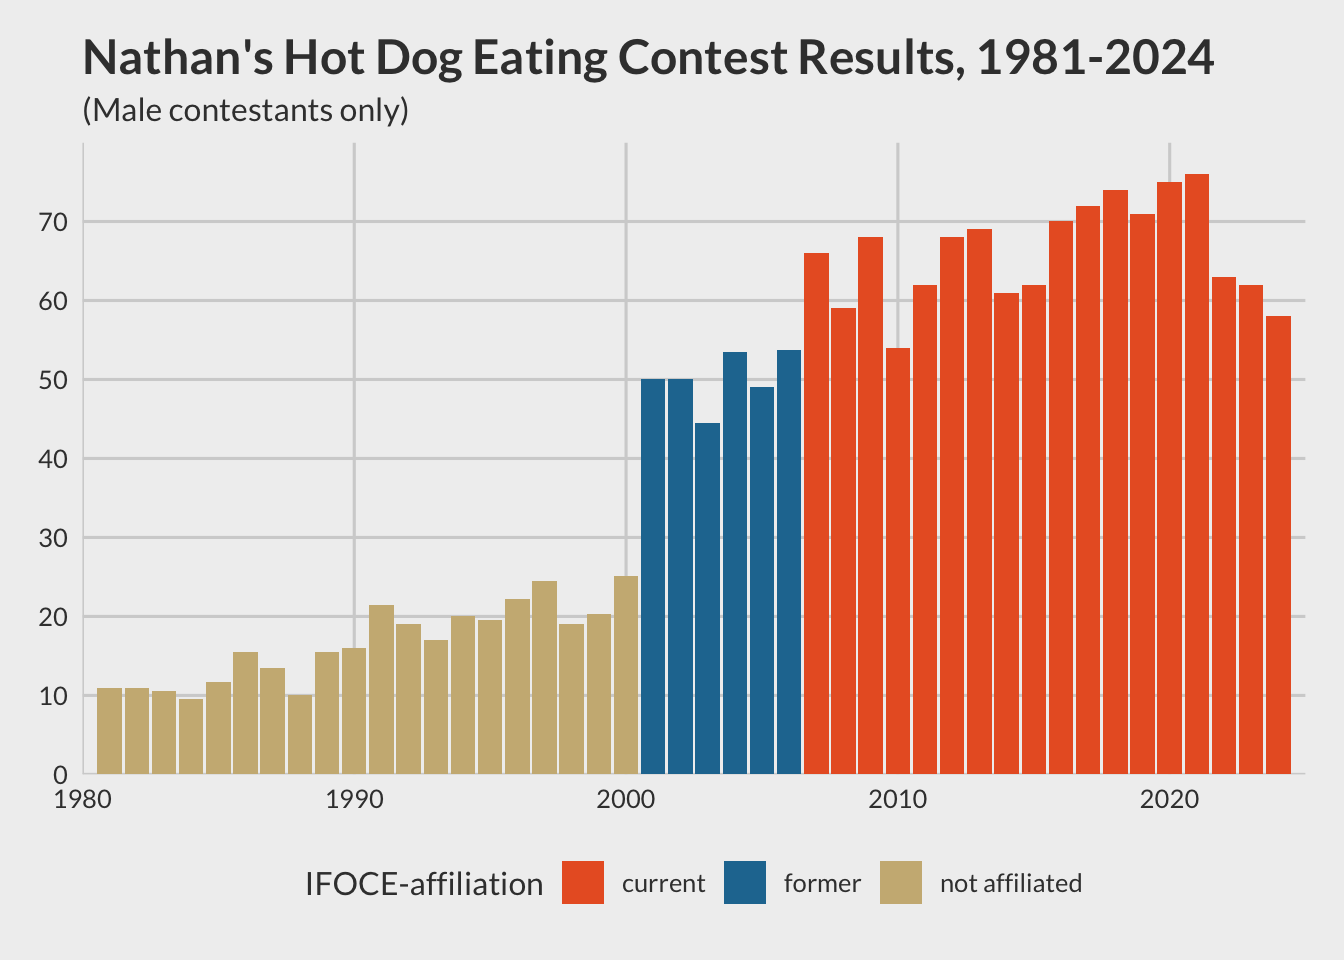 Nathan's Hot Dog Eating Contest Results, 1981-2024
(Male contestants only)
70
60
50
40
30
20
10
0
1980 1990 2000 2010 2020
IFOCE-affiliation current former not affiliated